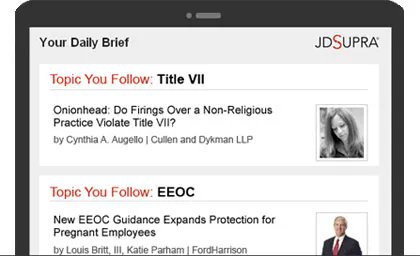 Your Daily Brief
JDSUPRA®
Topic You Follow: Title VII
Onionhead: Do Firings Over a Non-Religious
Practice Violate Title VII?
by Cynthia A. Augello | Cullen and Dykman LLP
Topic You Follow: EEOC
New EEOC Guidance Expands Protection for
Pregnant Employees
by Louis Britt, III, Katie Parham | FordHarrison